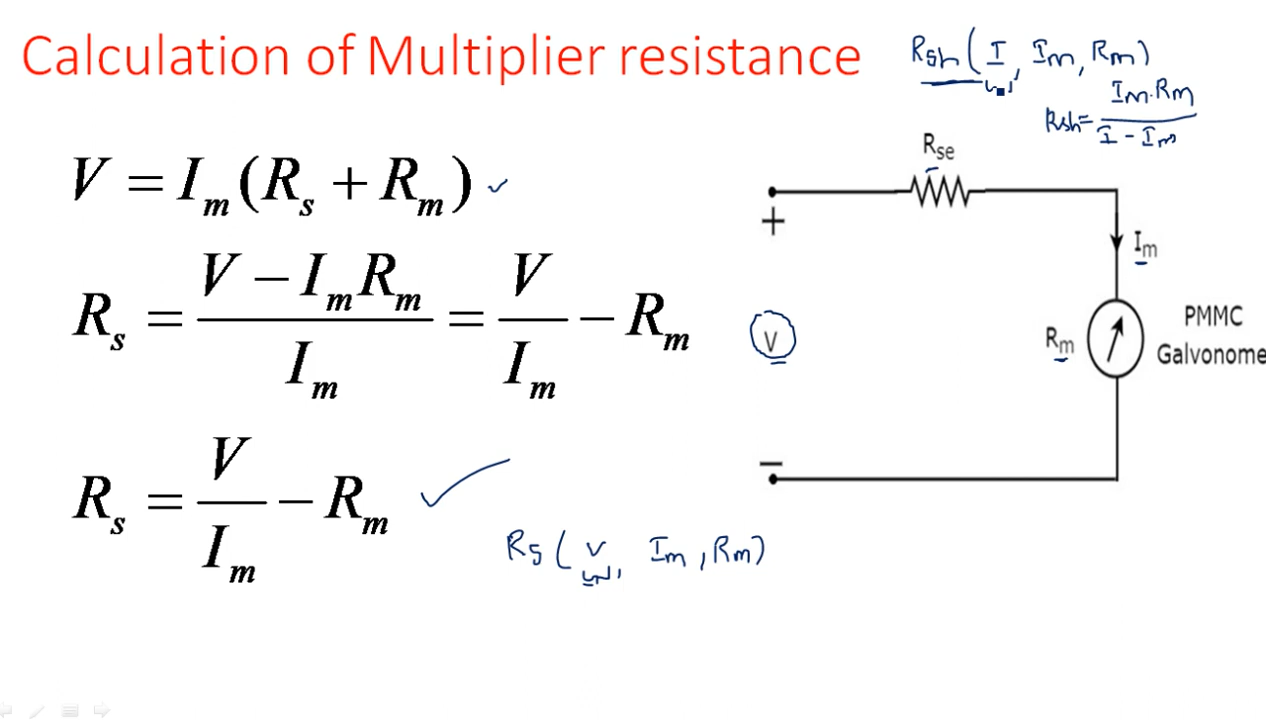 Calculation of Multiplier resistance
Rsh (I, Im, Rm)
Rsh = Im.Rm / I - Im
V = Im(Rs + Rm)
Rse
Im
Rs = V - ImRm / Im = V / Im - Rm
V
Rm
PMMC
Galvonome
Rs = V / Im - Rm
Rs (V, Im, Rm)
+
−